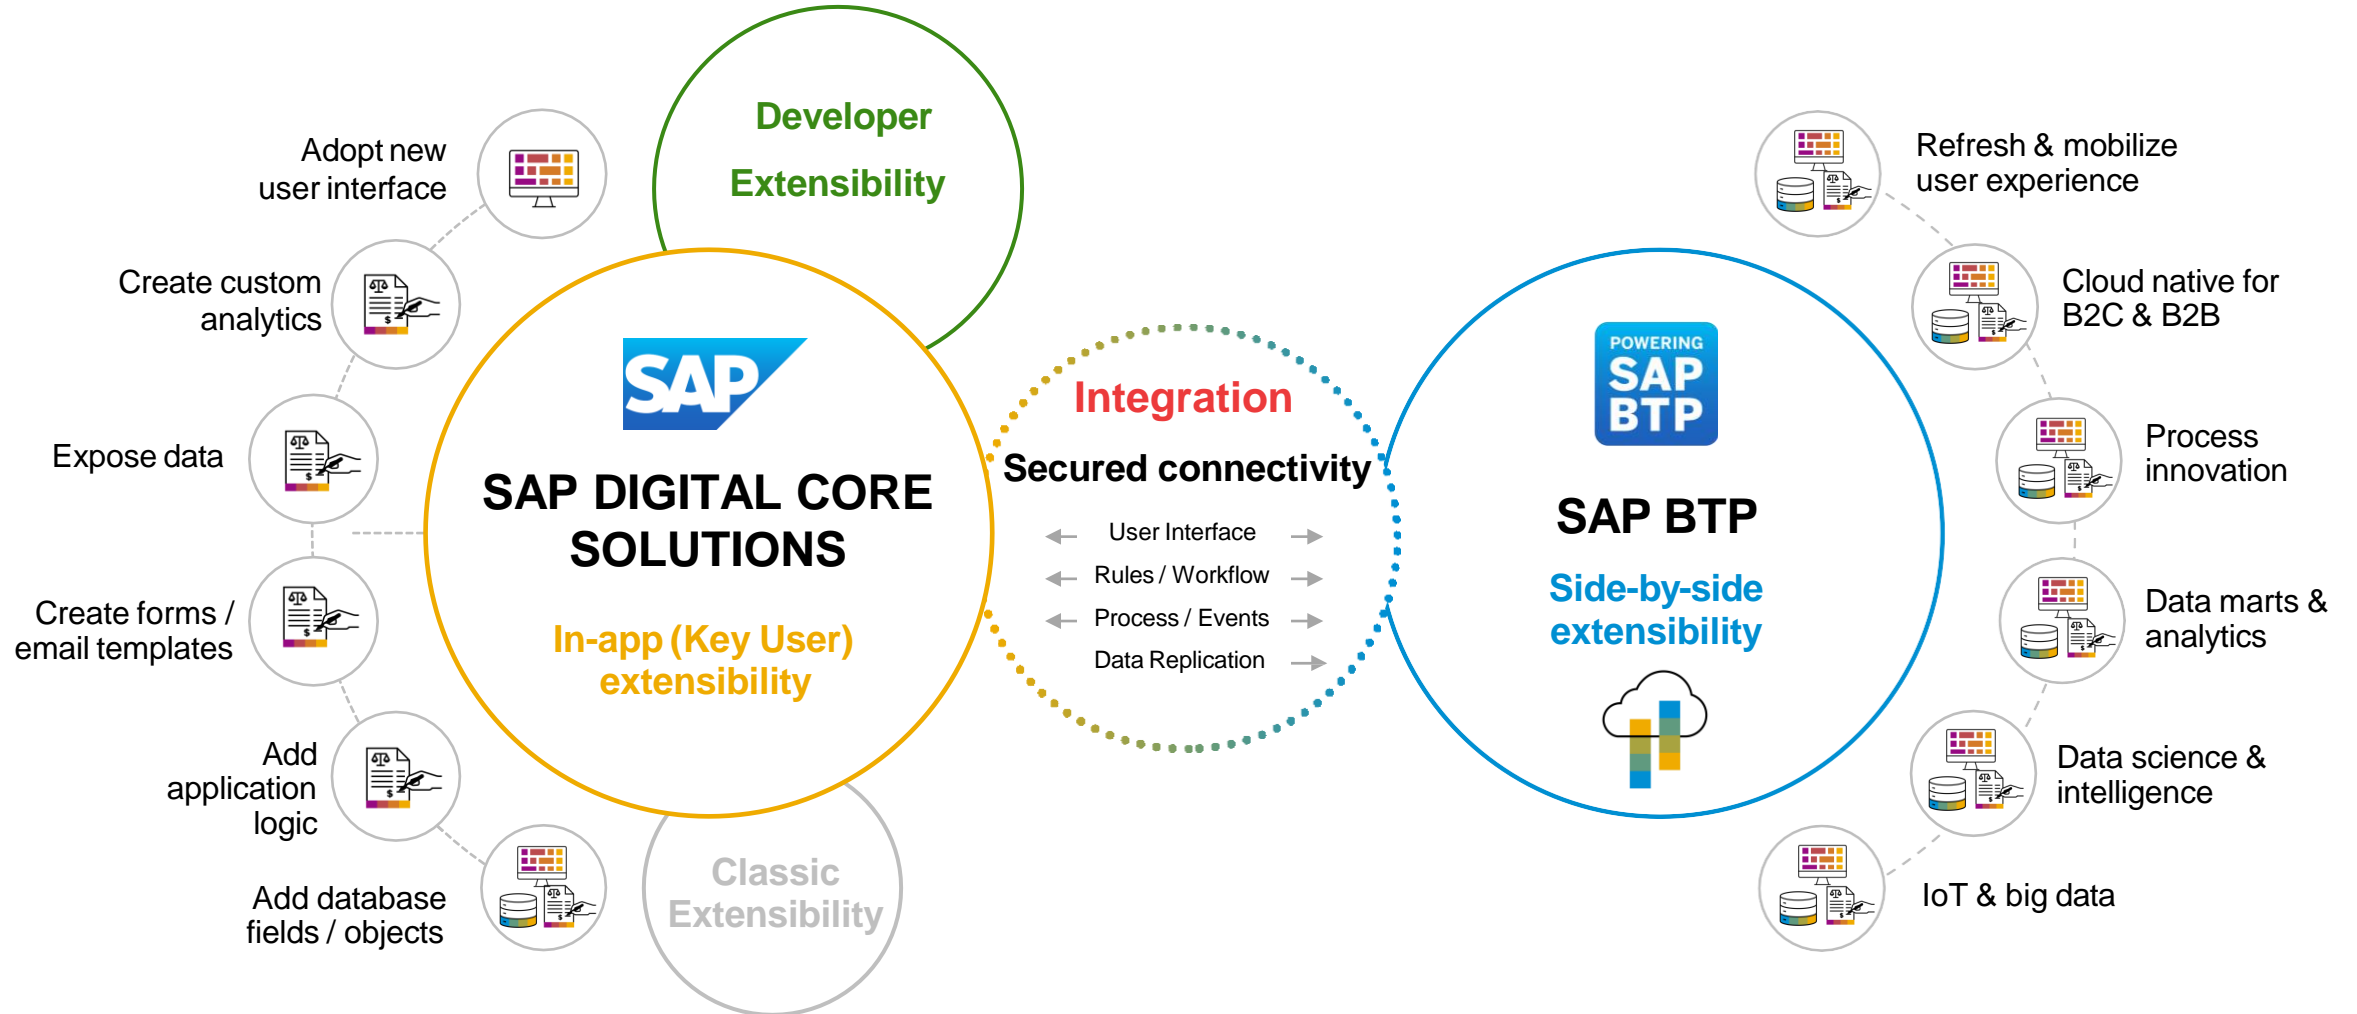 Developer
Extensibility
Adopt new
user interface
Create custom
analytics
Expose data
Create forms /
email templates
Add
application
logic
Add database
fields / objects
SAP
SAP DIGITAL CORE
SOLUTIONS
In-app (Key User)
extensibility
Classic
Extensibility
Integration
Secured connectivity
User Interface
Rules / Workflow
Process / Events
Data Replication
POWERING
SAP
BTP
SAP BTP
Side-by-side
extensibility
Refresh & mobilize
user experience
Cloud native for
B2C & B2B
Process
innovation
Data marts &
analytics
Data science &
intelligence
IoT & big data